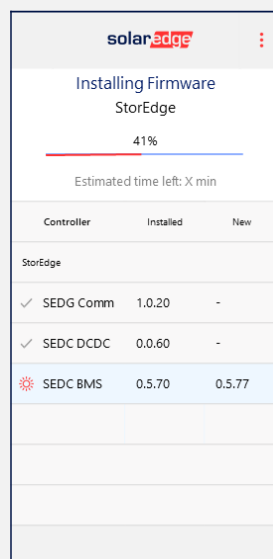 solaredge
Installing Firmware
StorEdge
41%
Estimated time left: X min
Controller Installed New
StorEdge
SEDG Comm 1.0.20 -
SEDC DCDC 0.0.60 -
SEDC BMS 0.5.70 0.5.77